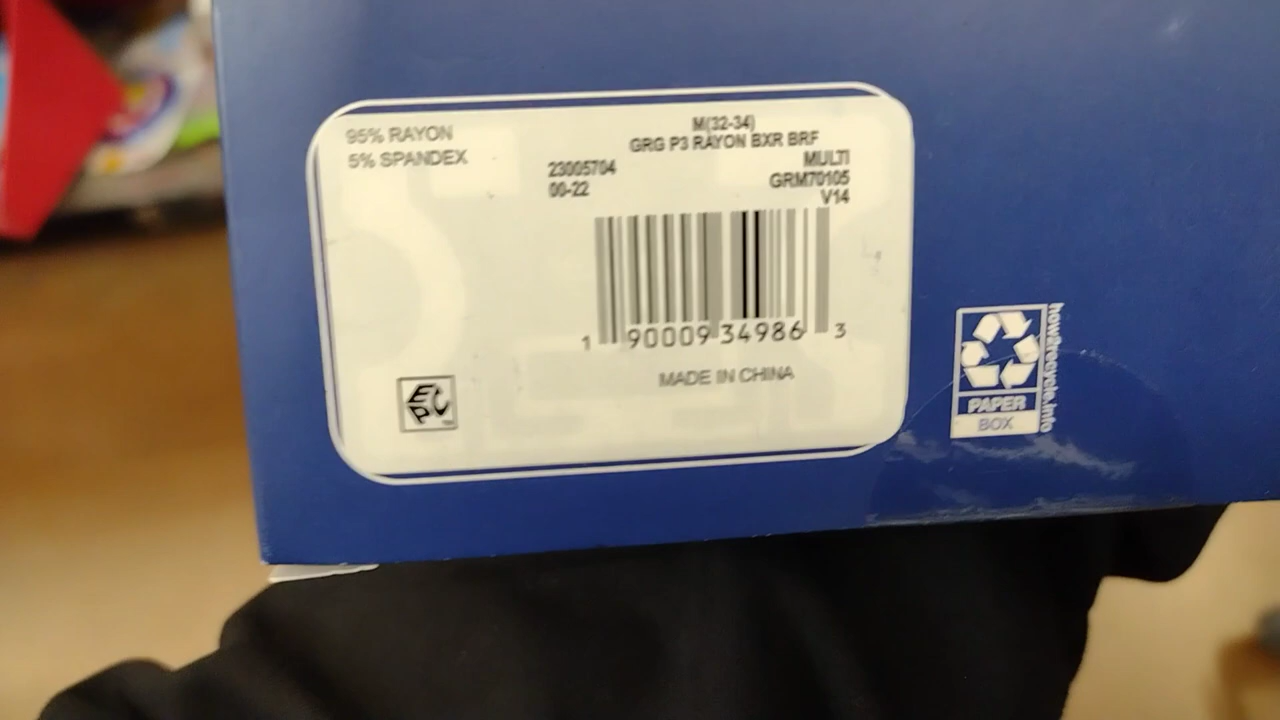 95% RAYON
5% SPANDEX
M(32-34)
GRG P3 RAYON BXR BRF
23005704
MULTI
00-22
GRM70105
V14
1 90009 34986 3
MADE IN CHINA
EPC
PAPER
BOX
how2recycle.info